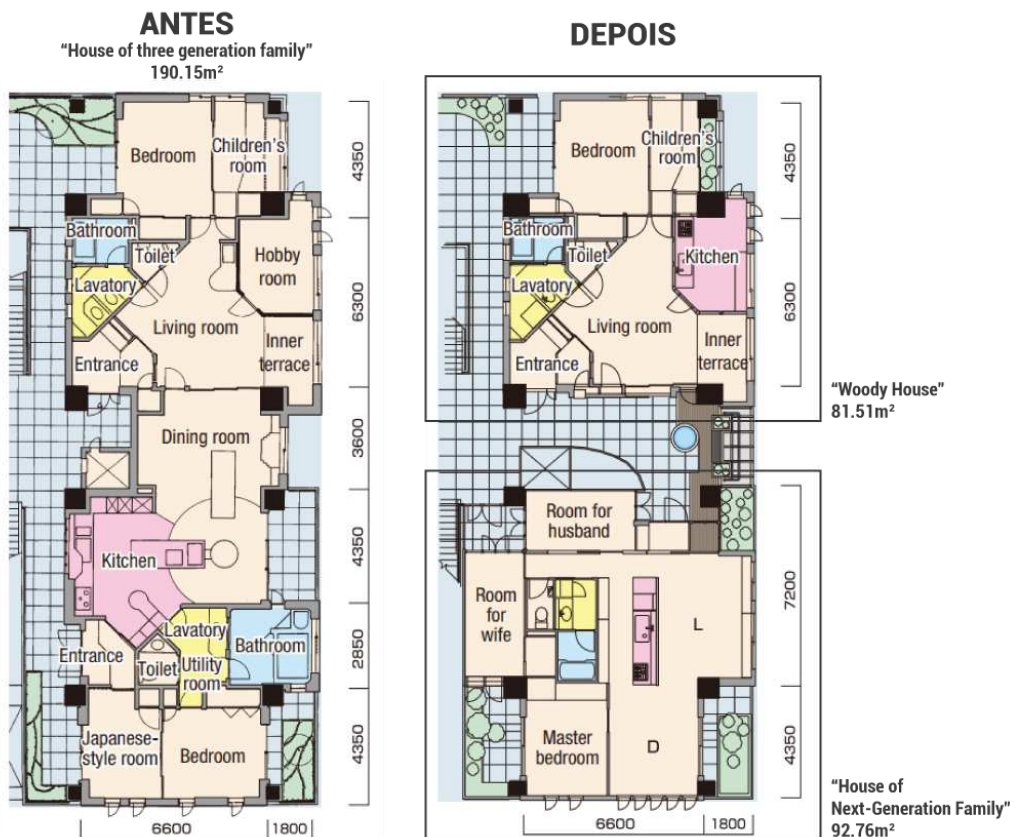 ANTES
“House of three generation family”
190.15m²
Bedroom
Children's
room
4350
Bathroom
Toilet
Hobby
room
Lavatory
Living room
6300
Inner
terrace
Entrance
Dining room
3600
Kitchen
4350
Lavatory
Bathroom
Entrance
Toilet
Utility
room
2850
Japanese-
style room
Bedroom
4350
6600
1800
DEPOIS
Bedroom
Children's
room
4350
Bathroom
Toilet
Kitchen
Lavatory
Living room
6300
Inner
terrace
Entrance
“Woody House”
81.51m²
Room for
husband
Room
for
wife
L
7200
Master
bedroom
D
4350
6600
1800
“House of
Next-Generation Family”
92.76m²